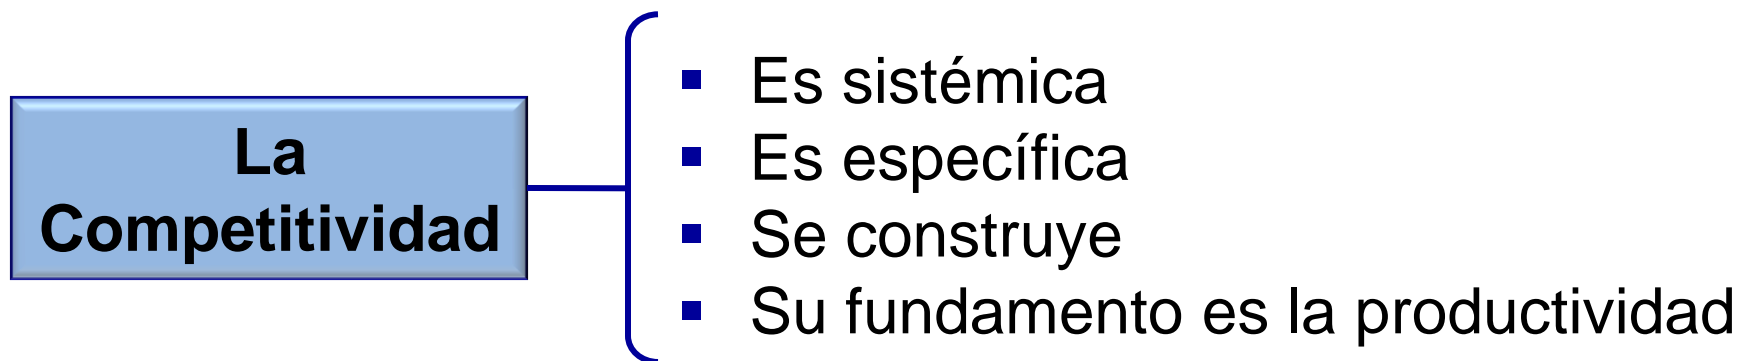 La
Competitividad
▪ Es sistémica
▪ Es específica
▪ Se construye
▪ Su fundamento es la productividad